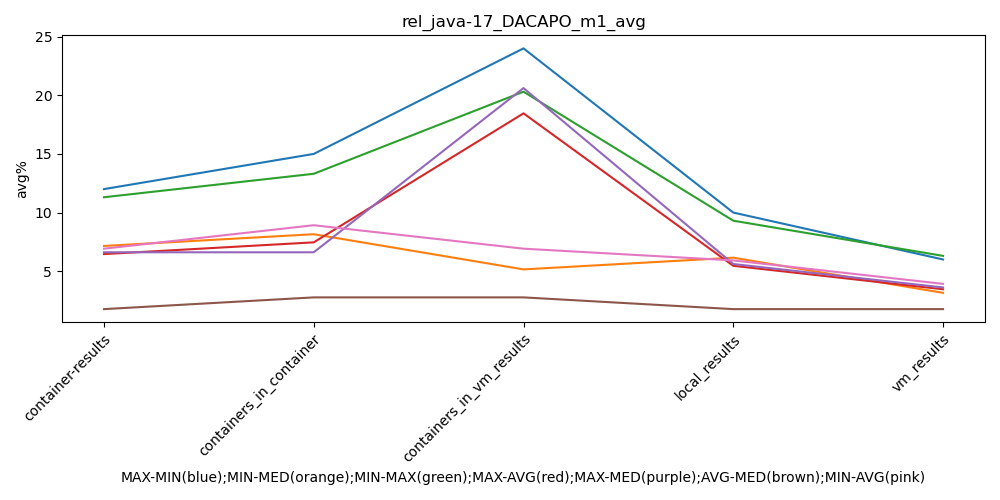 rel_java-17_DACAPO_m1_avg
25
20
15
10
5
avg%
container-results
containers_in_container
containers_in_vm_results
local_results
vm_results
MAX-MIN(blue);MIN-MED(orange);MIN-MAX(green);MAX-AVG(red);MAX-MED(purple);AVG-MED(brown);MIN-AVG(pink)